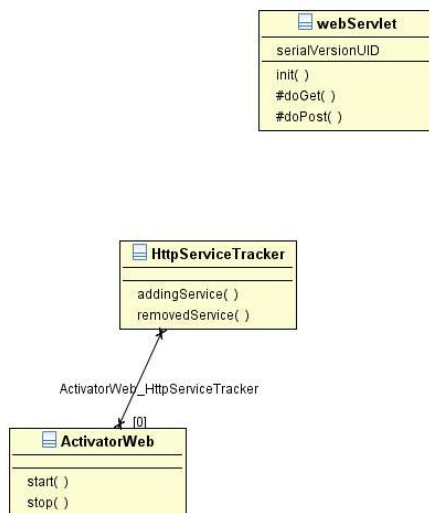 webServlet
serialVersionUID
init( )
#doGet( )
#doPost( )
HttpServiceTracker
addingService( )
removedService( )
ActivatorWeb_HttpServiceTracker
[0]
ActivatorWeb
start( )
stop( )